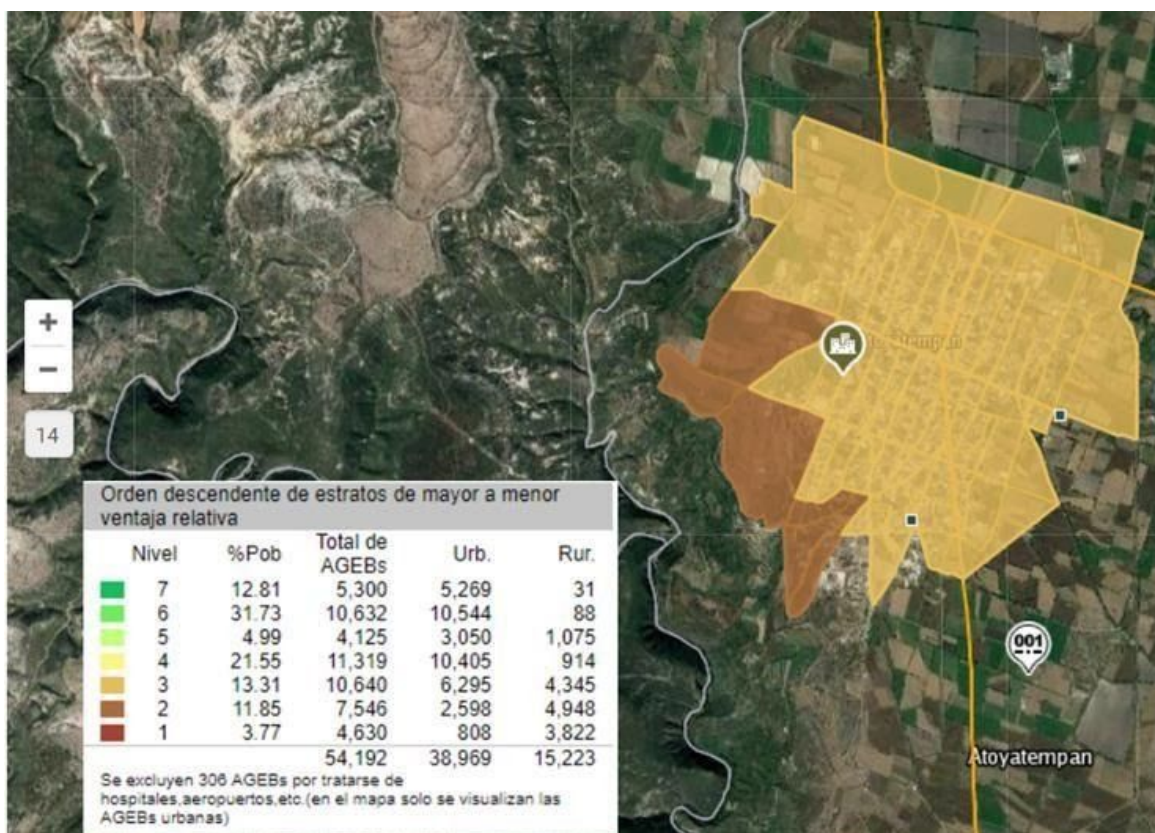 Atoyatempan
+
−
14
001
Atoyatempan
Orden descendente de estratos de mayor a menor
ventaja relativa
Nivel %Pob Total de AGEBs Urb. Rur.
7 12.81 5,300 5,269 31
6 31.73 10,632 10,544 88
5 4.99 4,125 3,050 1,075
4 21.55 11,319 10,405 914
3 13.31 10,640 6,295 4,345
2 11.85 7,546 2,598 4,948
1 3.77 4,630 808 3,822
54,192 38,969 15,223
Se excluyen 306 AGEBs por tratarse de
hospitales,aeropuertos,etc.(en el mapa solo se visualizan las
AGEBs urbanas)